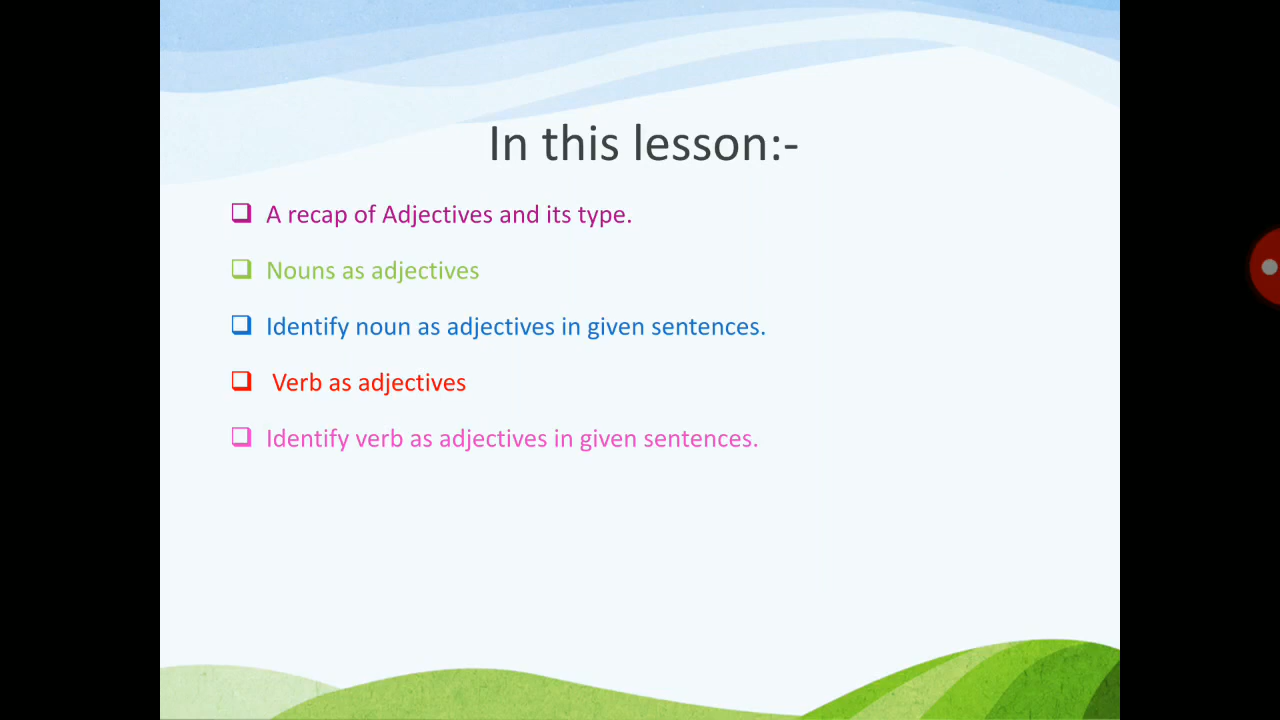 In this lesson:-
A recap of Adjectives and its type.
Nouns as adjectives
Identify noun as adjectives in given sentences.
Verb as adjectives
Identify verb as adjectives in given sentences.